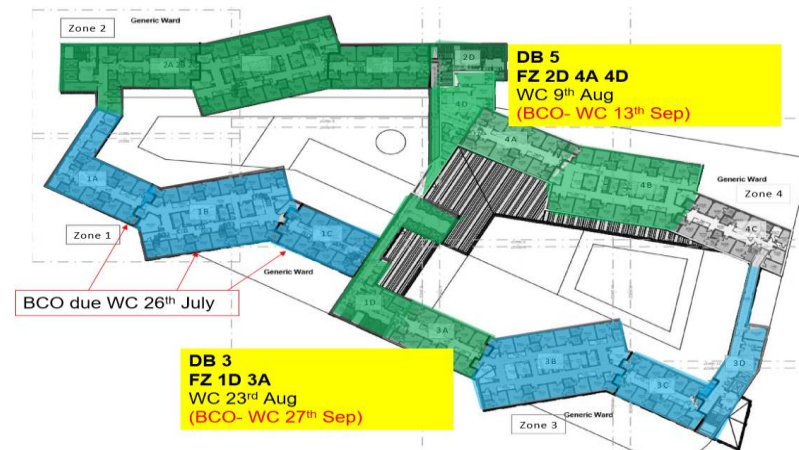 Zone 2
Generic Ward
2A
2D
DB 5
FZ 2D 4A 4D
WC 9th Aug
(BCO- WC 13th Sep)
4D
4A
4B
Generic Ward
Zone 4
4C
1A
1B
1C
Zone 1
Generic Ward
BCO due WC 26th July
1D
3A
3B
3C
3D
DB 3
FZ 1D 3A
WC 23rd Aug
(BCO- WC 27th Sep)
Generic Ward
Zone 3